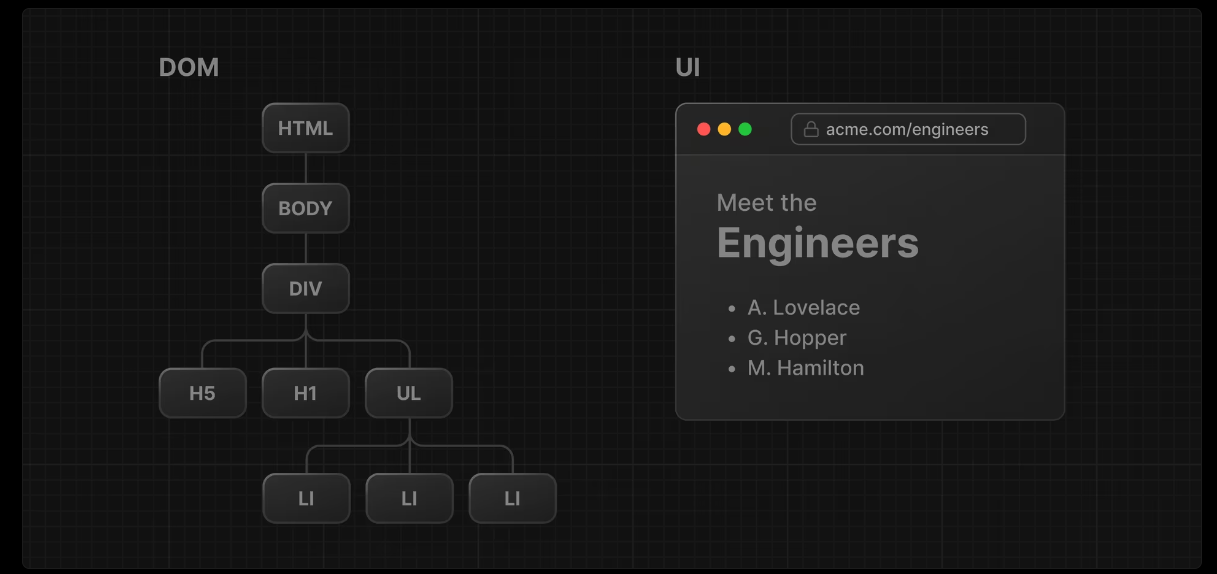 DOM
HTML
BODY
DIV
H5 H1 UL
LI LI LI
UI
acme.com/engineers
Meet the
Engineers
• A. Lovelace
• G. Hopper
• M. Hamilton